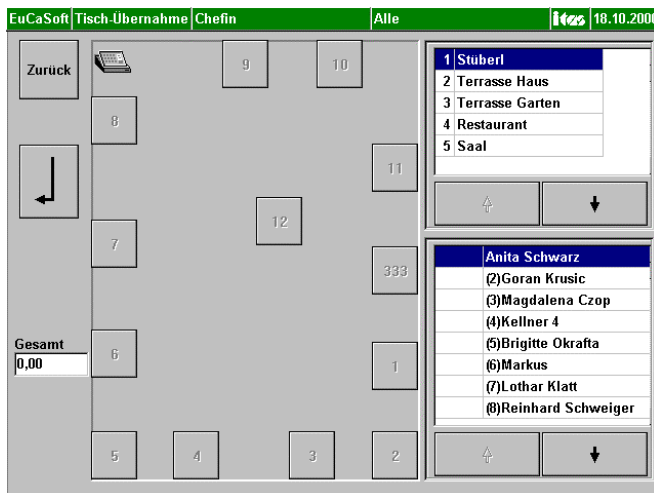 EuCaSoft Tisch-Übernahme Chefin Alle itas 18.10.200
Zurück
9 10
8
11
12
7
333
6
1
5 4 3 2
Gesamt
0,00
1 Stüberl
2 Terrasse Haus
3 Terrasse Garten
4 Restaurant
5 Saal
Anita Schwarz
(2)Goran Krusic
(3)Magdalena Czop
(4)Kellner 4
(5)Brigitte Okrafta
(6)Markus
(7)Lothar Klatt
(8)Reinhard Schweiger